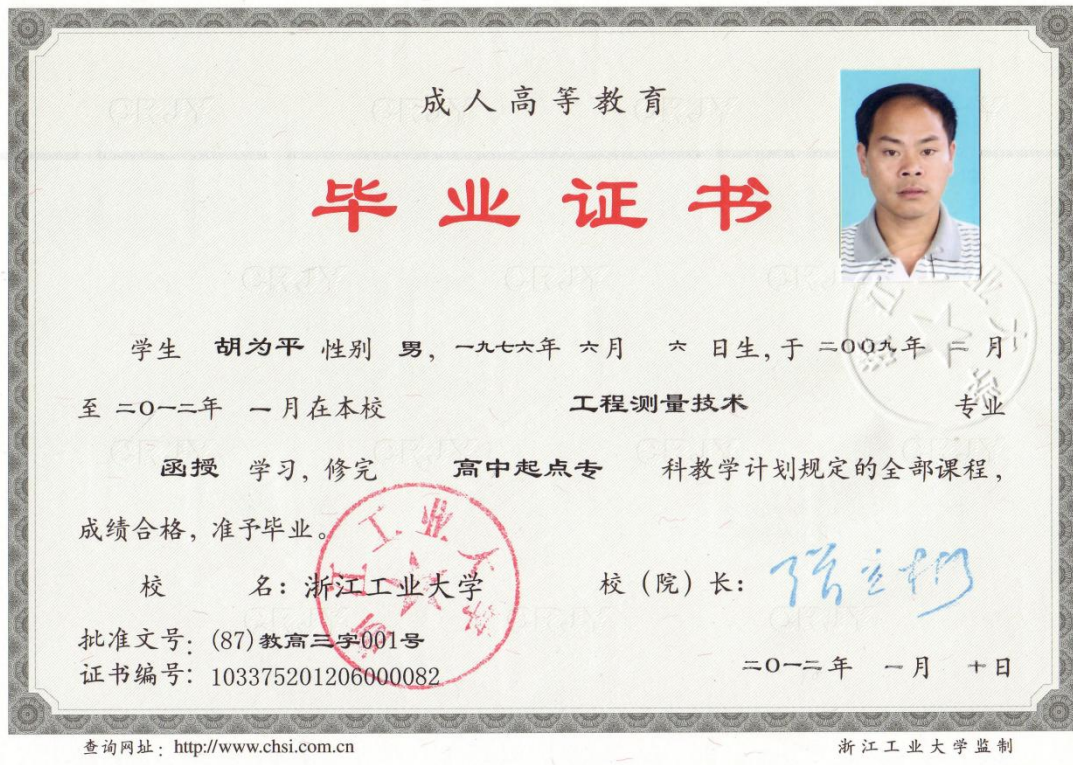 成人高等教育
毕业证书
学生 胡为平 性别 男，一九七六年 六月 六 日生，于 二〇〇九年 二 月
至 二〇一二年 一月在本校 工程测量技术 专业
函授 学习，修完 高中起点专 科教学计划规定的全部课程，
成绩合格，准予毕业。
校 名：浙江工业大学 校（院）长：
浙江工业大学
批准文号：(87)教高三字001号
证书编号：103375201206000082
二〇一二年 一月 十日
查询网址：http://www.chsi.com.cn 浙江工业大学监制